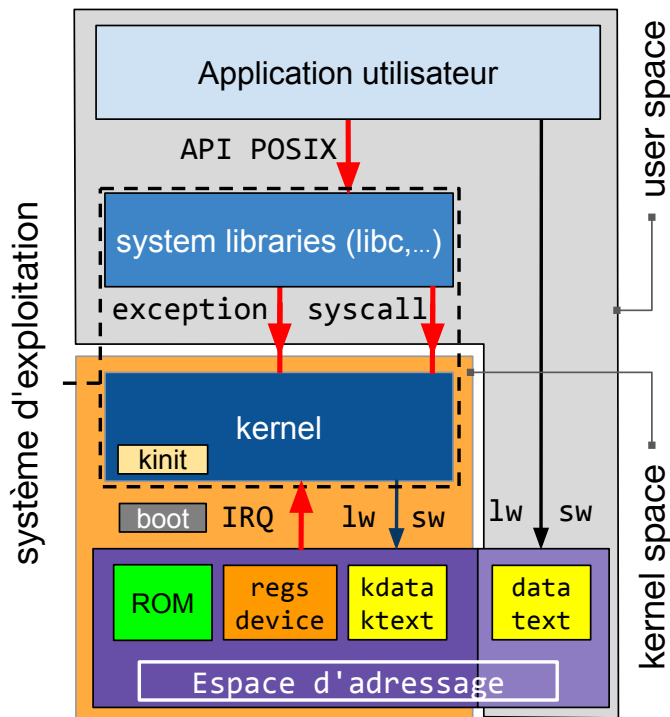 Application utilisateur
API POSIX
system libraries (libc,...)
exception syscall
kernel
kinit
boot
IRQ
lw sw
lw sw
ROM
regs
device
kdata
ktext
data
text
Espace d'adressage
système d'exploitation
user space
kernel space